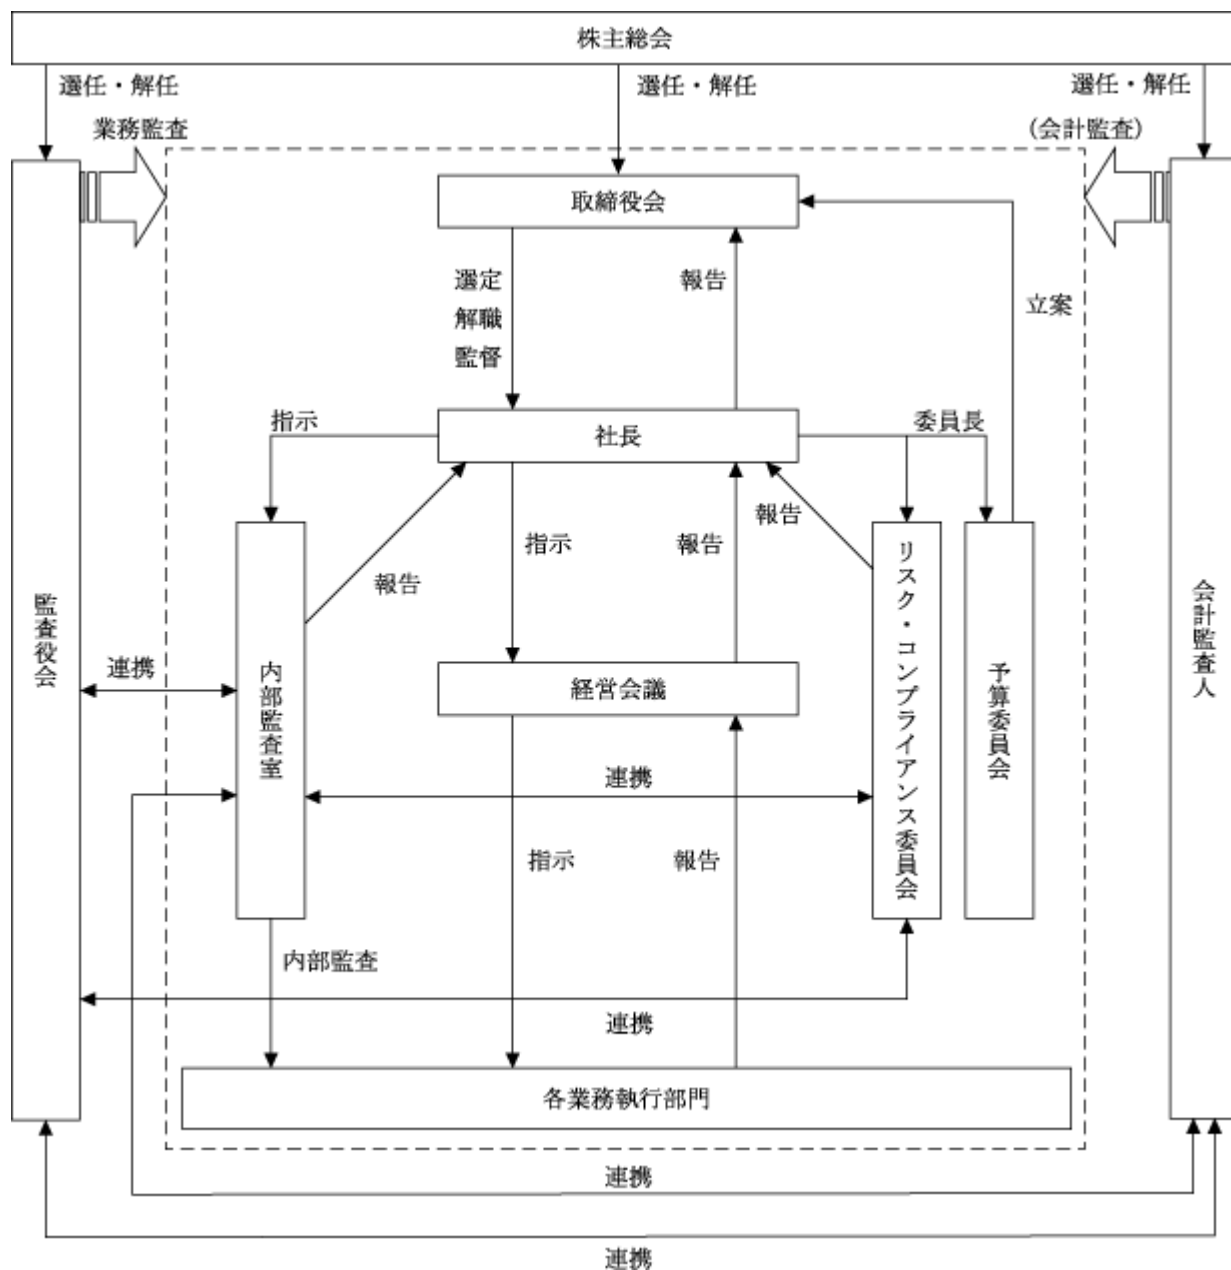 株主総会
選任・解任
選任・解任
選任・解任
業務監査
(会計監査)
取締役会
選定
解職
監督
報告
立案
指示
社長
委員長
報告
指示
報告
報告
監査役会
連携
内部監査室
経営会議
リスク・コンプライアンス委員会
予算委員会
会計監査人
連携
指示
報告
内部監査
連携
各業務執行部門
連携
連携